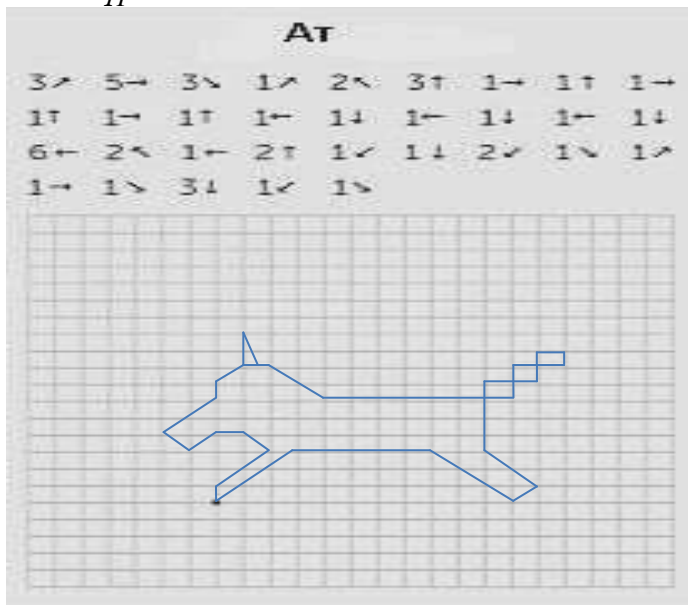 Ат
3↗ 5→ 3↘ 1↗ 2↖ 3↑ 1→ 1↑ 1→
1↑ 1→ 1↑ 1← 1↓ 1← 1↓ 1← 1↓
6← 2↖ 1← 2↑ 1↙ 1↓ 2↙ 1↘ 1↗
1→ 1↘ 3↓ 1↙ 1↘